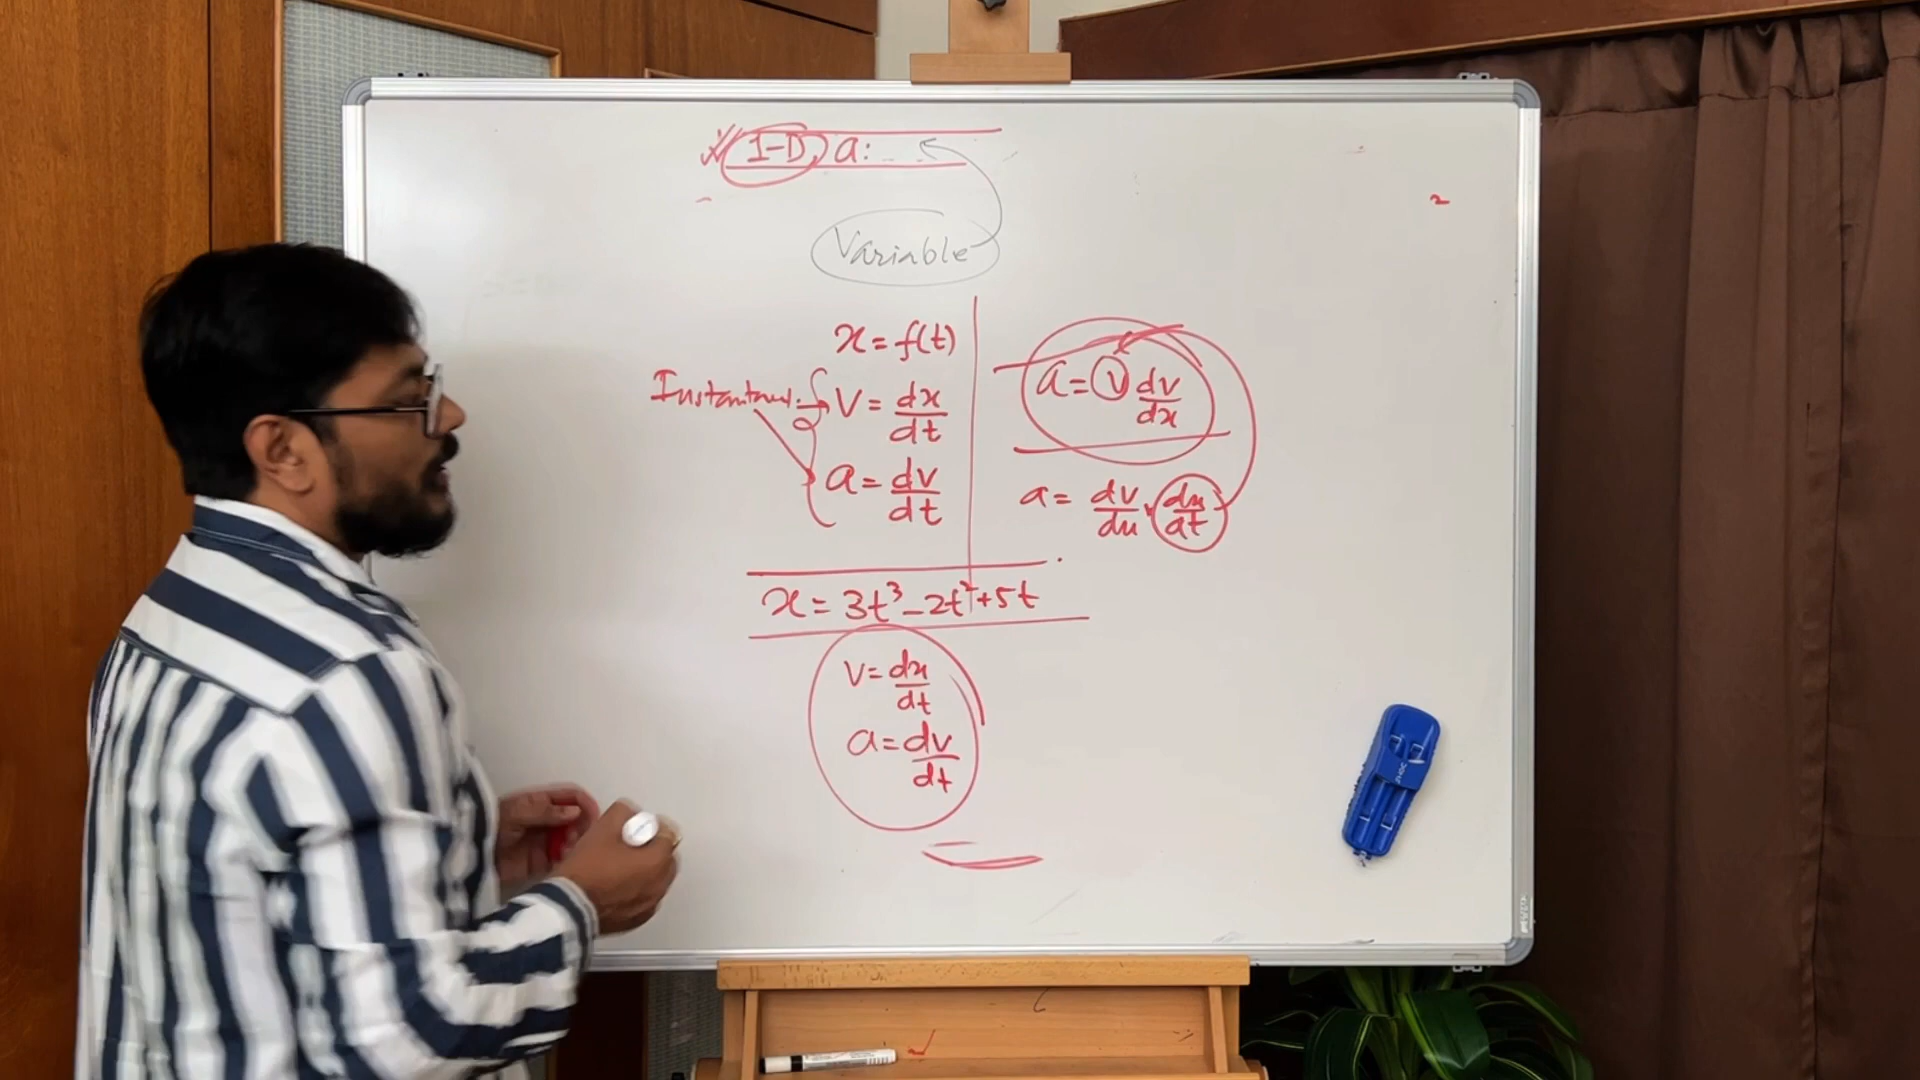 1-D, a:
Variable
x = f(t)
V = dx/dt
a = dv/dt
a = v dv/dx
a = dv/dx · dx/dt
x = 3t³ - 2t² + 5t
V = dx/dt
a = dv/dt